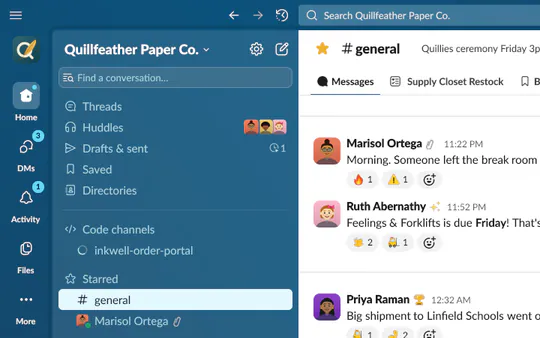 Search Quillfeather Paper Co.
Quillfeather Paper Co.
Find a conversation...
Home
3
DMs
1
Activity
Files
More
Threads
Huddles
Drafts & sent
1
Saved
Directories
Code channels
inkwell-order-portal
Starred
# general
Marisol Ortega
# general
Quillies ceremony Friday 3p
Messages
Supply Closet Restock
B
Marisol Ortega 11:22 PM
Morning. Someone left the break room
1
1
Ruth Abernathy 11:52 PM
Feelings & Forklifts is due Friday! That's
2
1
Priya Raman 12:32 AM
Big shipment to Linfield Schools went o
1
2